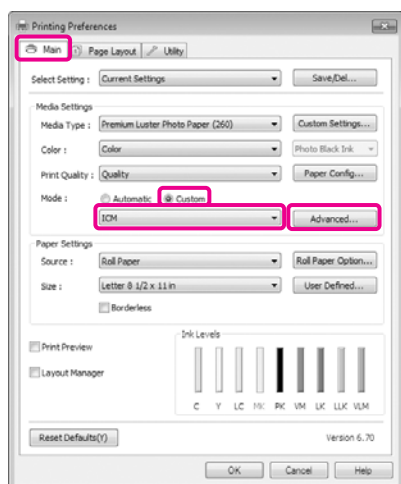 Printing Preferences
Main Page Layout Utility
Select Setting : Current Settings Save/Del...
Media Settings
Media Type : Premium Luster Photo Paper (260) Custom Settings...
Color : Color Photo Black Ink
Print Quality : Quality Paper Config...
Mode : Automatic Custom
ICM Advanced...
Paper Settings
Source : Roll Paper Roll Paper Option...
Size : Letter 8 1/2 x 11 in User Defined...
Borderless
Ink Levels
Print Preview
Layout Manager
C Y LC MK PK VM LK LLK VLM
Reset Defaults(Y) Version 6.70
OK Cancel Help